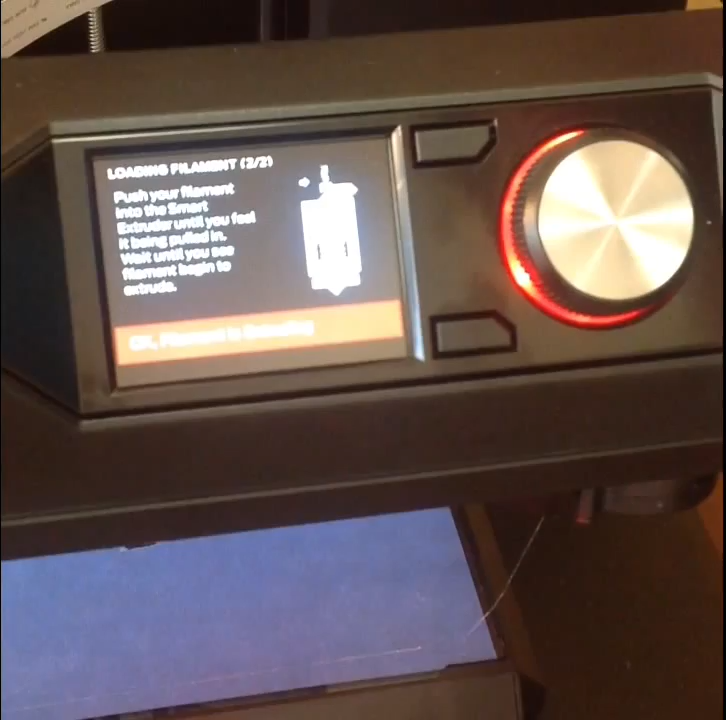 LOADING FILAMENT (2/2)
Push your filament
into the Smart
Extruder until you feel
it being pulled in.
Wait until you see
filament begin to
extrude.
OK, Filament is Extruding